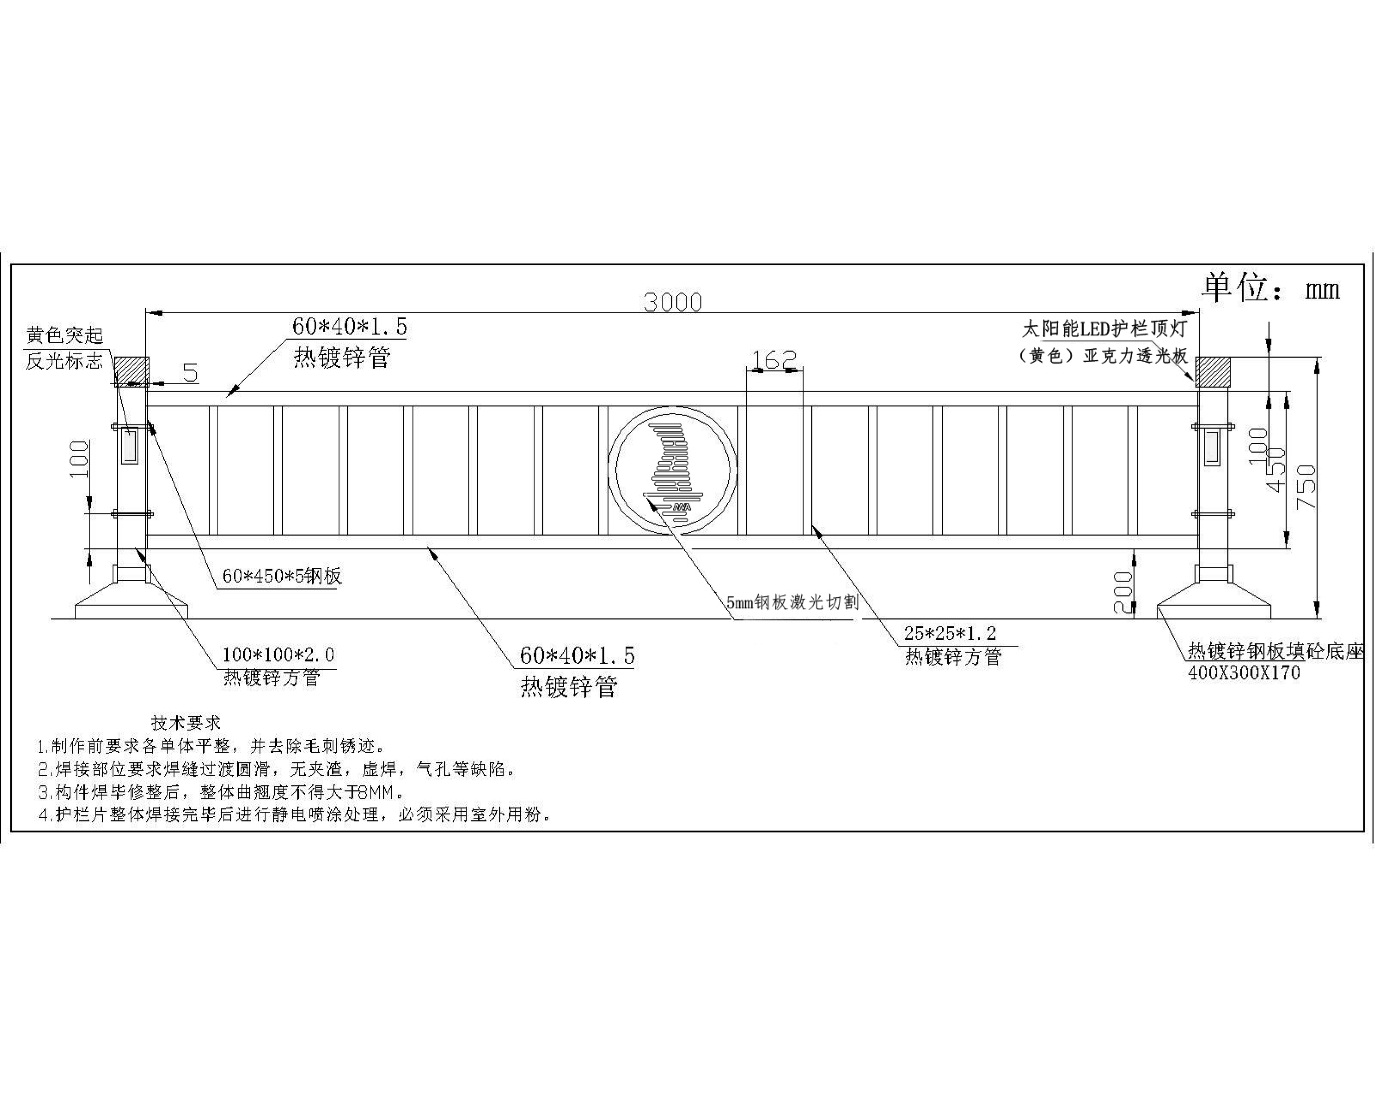 单位：mm
3000
60*40*1.5
热镀锌管
黄色突起
反光标志
太阳能LED护栏顶灯
（黄色）亚克力透光板
5
162
100
100
450
750
200
60*450*5钢板
5mm钢板激光切割
100*100*2.0
热镀锌方管
60*40*1.5
热镀锌管
25*25*1.2
热镀锌方管
热镀锌钢板填砼底座
400X300X170
技术要求
1.制作前要求各单体平整，并去除毛刺锈迹。
2.焊接部位要求焊缝过渡圆滑，无夹渣，虚焊，气孔等缺陷。
3.构件焊毕修整后，整体曲翘度不得大于8MM。
4.护栏片整体焊接完毕后进行静电喷涂处理，必须采用室外用粉。